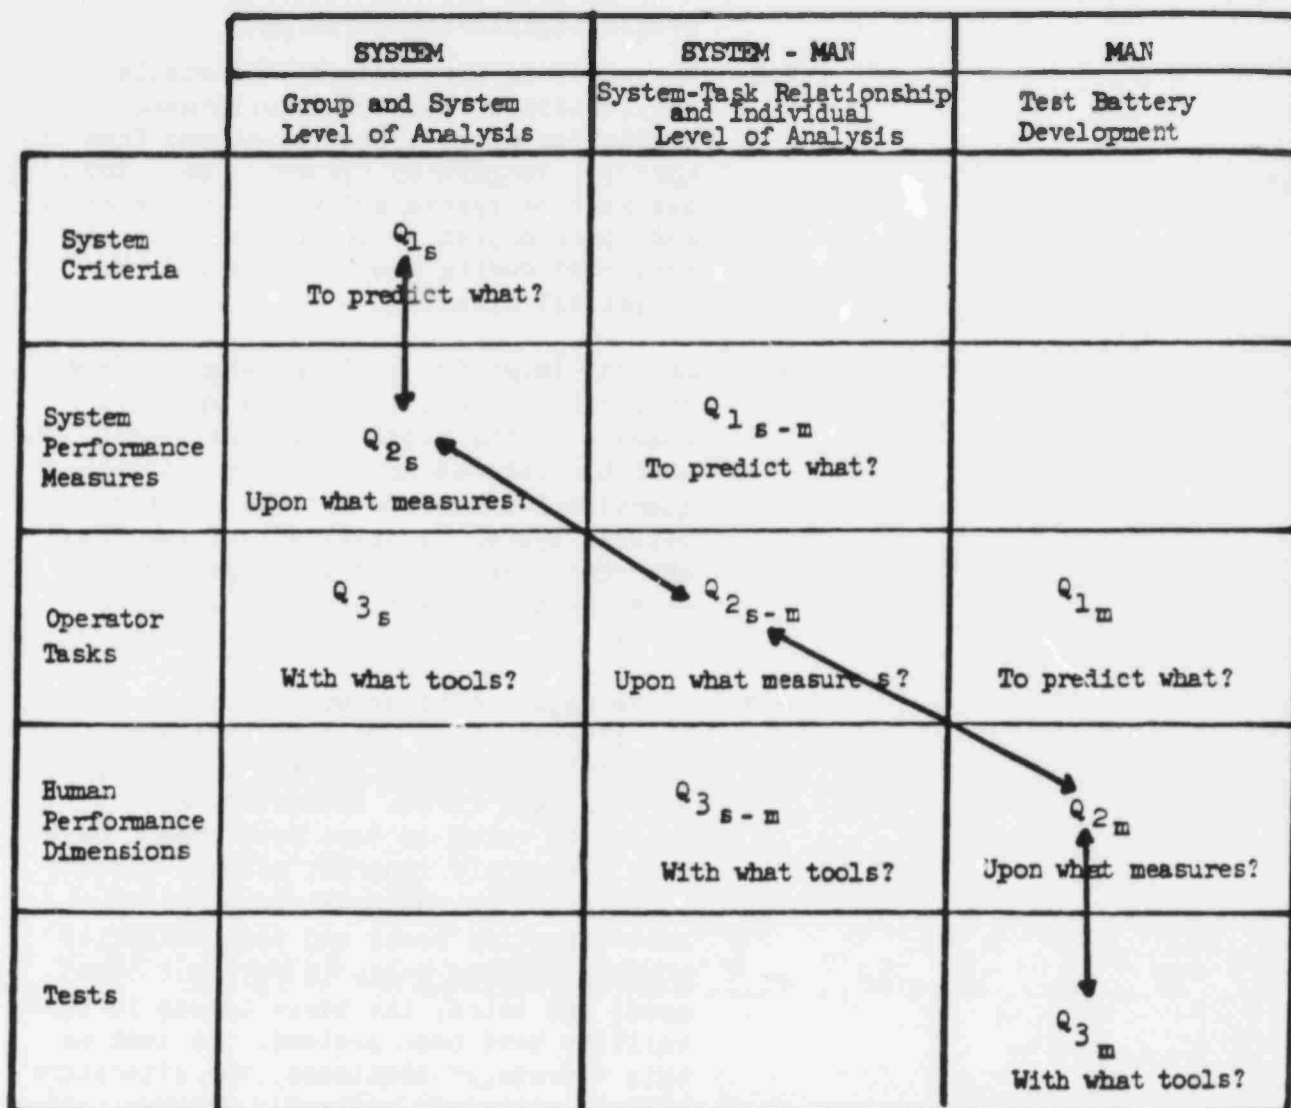 SYSTEM SYSTEM - MAN MAN
Group and System
Level of Analysis
System-Task Relationship
and Individual
Level of Analysis
Test Battery
Development
System
Criteria
Q1s
To predict what?
System
Performance
Measures
Q2s
Upon what measures?
Q1s-m
To predict what?
Operator
Tasks
Q3s
With what tools?
Q2s-m
Upon what measures?
Q1m
To predict what?
Human
Performance
Dimensions
Q3s-m
With what tools?
Q2m
Upon what measures?
Tests
Q3m
With what tools?